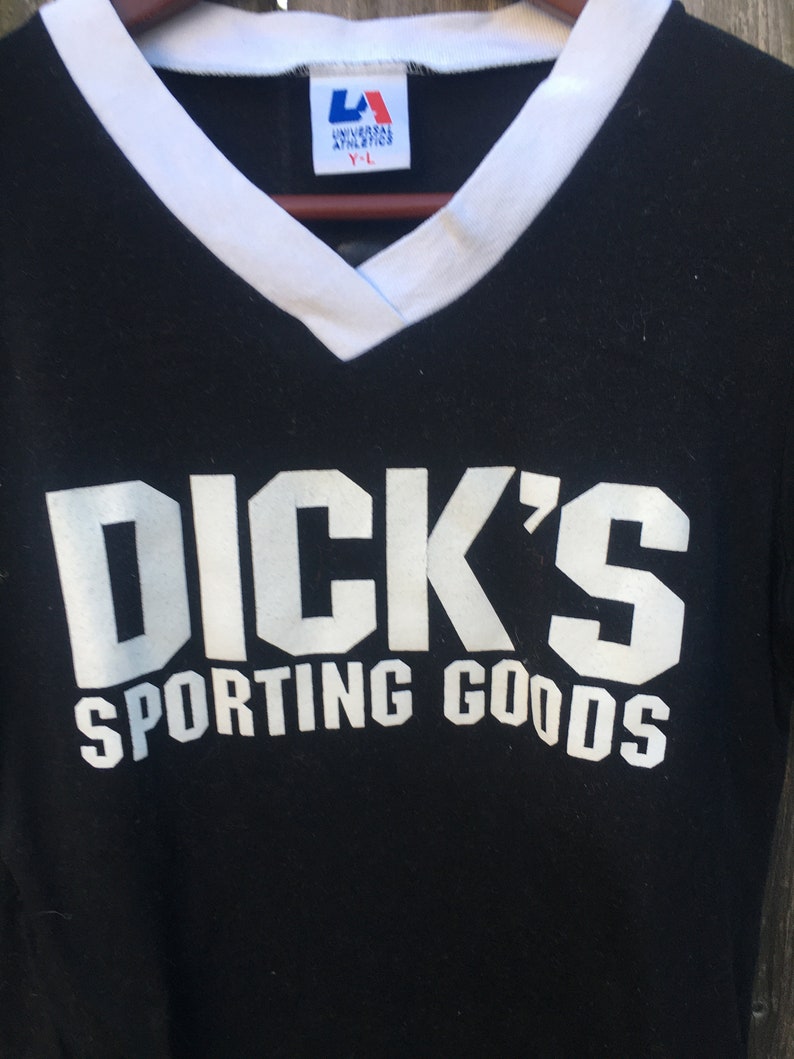 UA
UNIVERSAL
ATHLETICS
Y-L
DICK'S
SPORTING GOODS